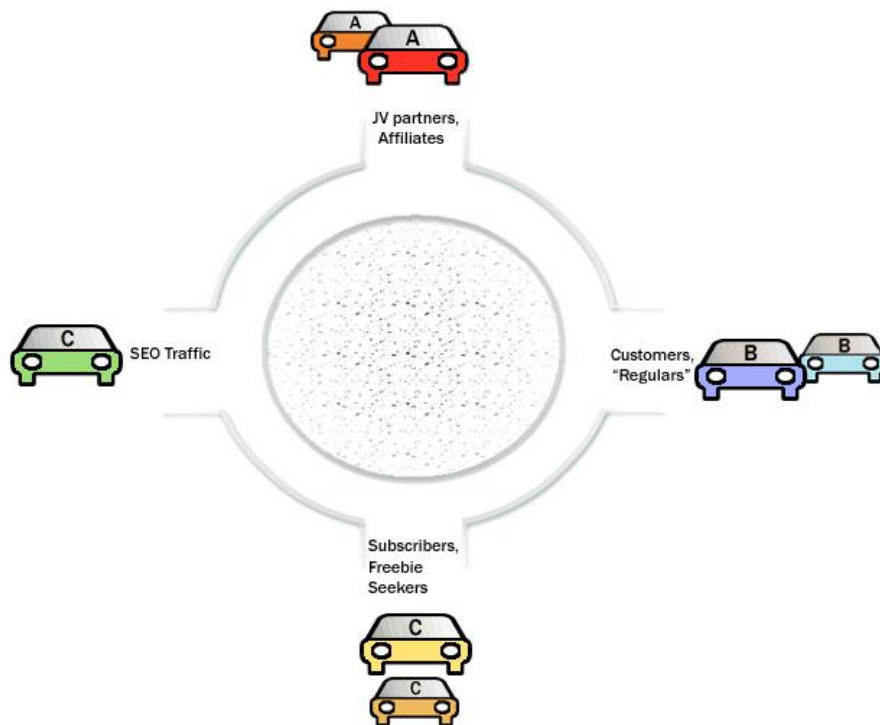 A
A
JV partners,
Affiliates
C
SEO Traffic
Customers,
“Regulars”
B
B
Subscribers,
Freebie
Seekers
C
C